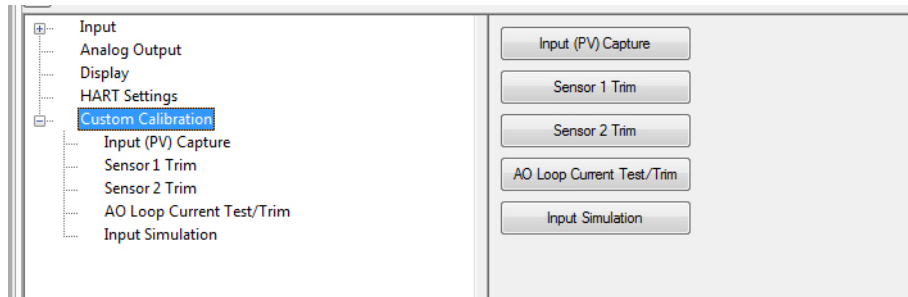 Input
Analog Output
Display
HART Settings
Custom Calibration
Input (PV) Capture
Sensor 1 Trim
Sensor 2 Trim
AO Loop Current Test/Trim
Input Simulation
Input (PV) Capture
Sensor 1 Trim
Sensor 2 Trim
AO Loop Current Test/Trim
Input Simulation